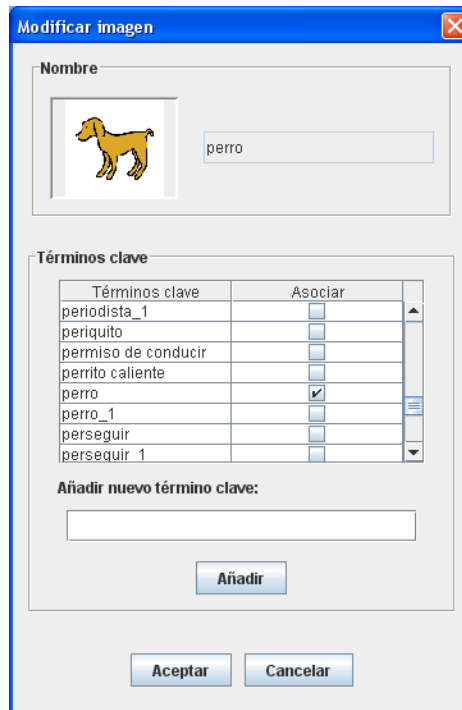 Modificar imagen
Nombre
perro
Términos clave
Términos clave Asociar
periodista_1
periquito
permiso de conducir
perrito caliente
perro
perro_1
perseguir
perseguir_1
Añadir nuevo término clave:
Añadir
Aceptar Cancelar